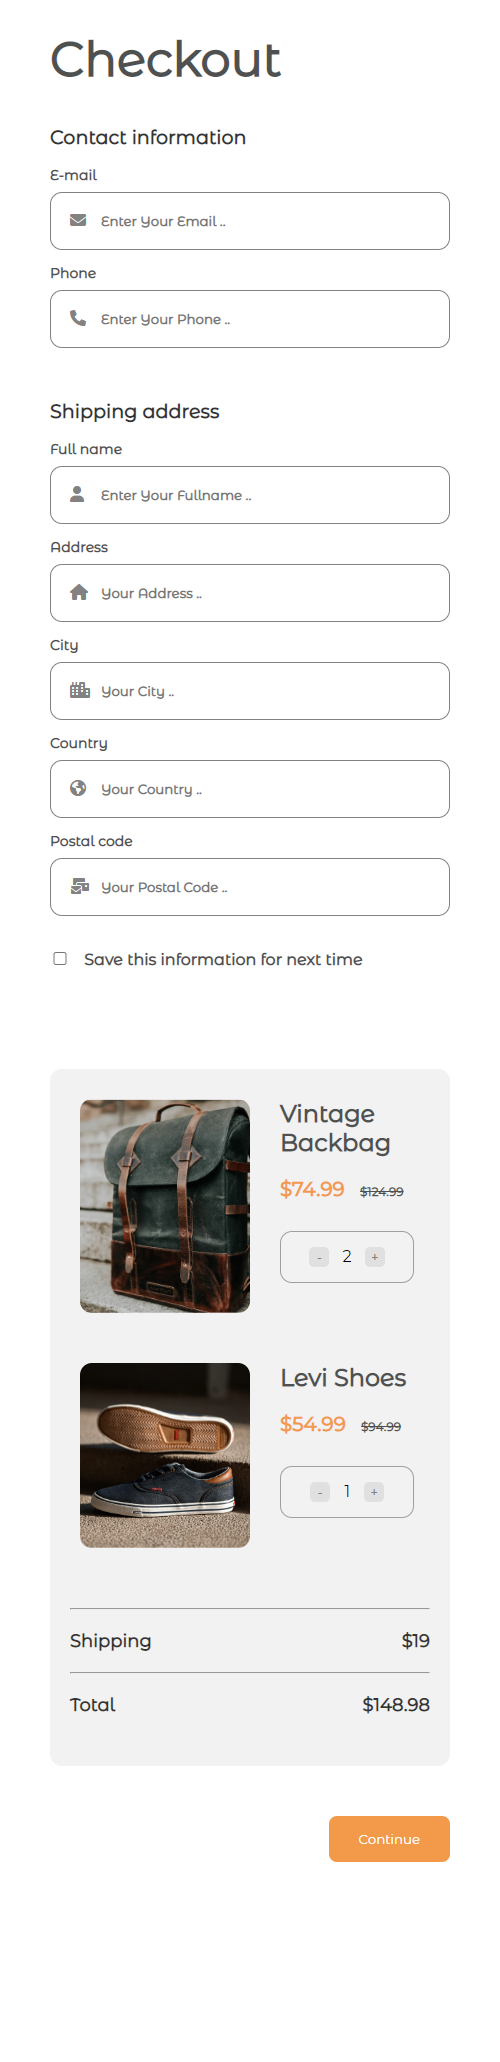 Checkout
Contact information
E-mail
Enter Your Email ..
Phone
Enter Your Phone ..
Shipping address
Full name
Enter Your Fullname ..
Address
Your Address ..
City
Your City ..
Country
Your Country ..
Postal code
Your Postal Code ..
Save this information for next time
Vintage
Backbag
$74.99 $124.99
- 2 +
Levi Shoes
$54.99 $94.99
- 1 +
Shipping $19
Total $148.98
Continue